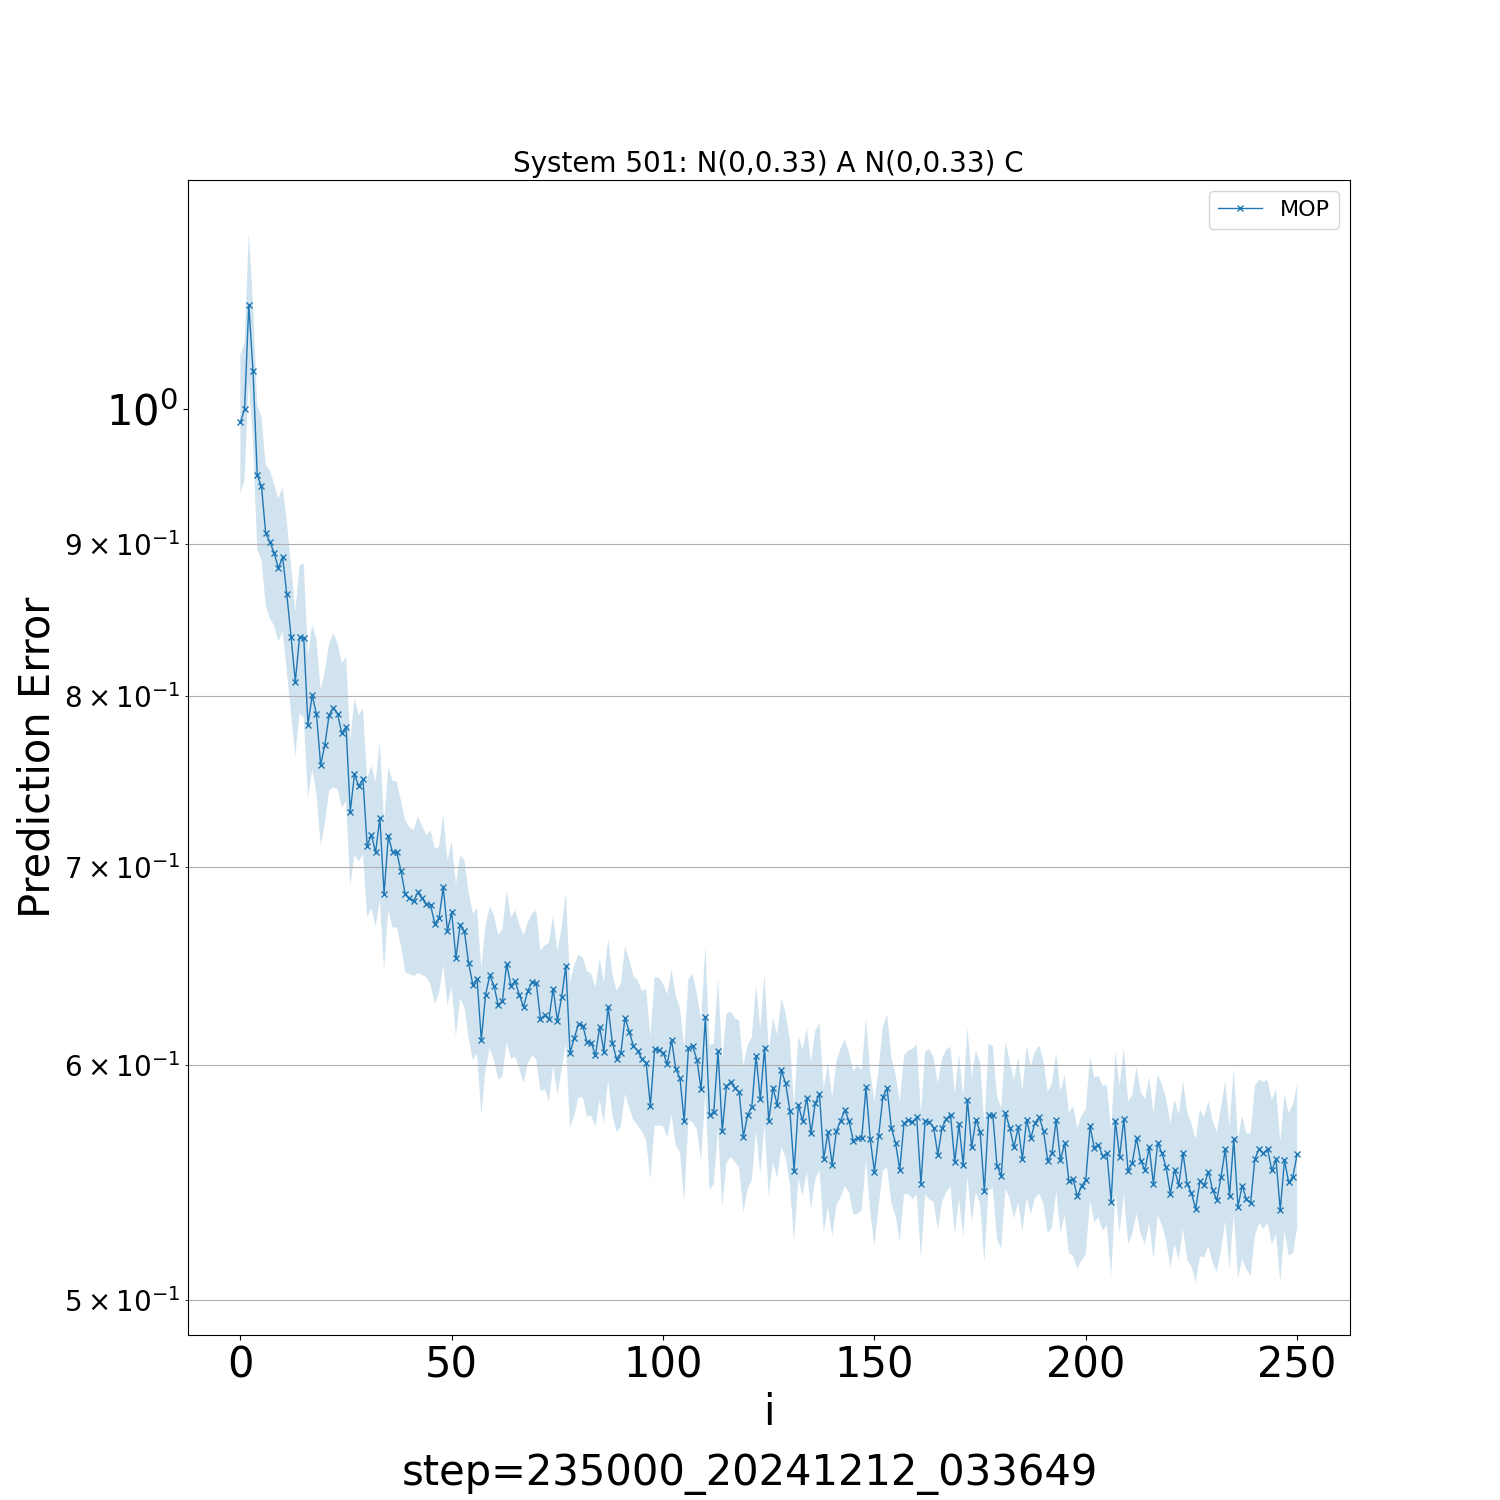 System 501: N(0,0.33) A N(0,0.33) C
MOP
Prediction Error
10⁰
9 × 10⁻¹
8 × 10⁻¹
7 × 10⁻¹
6 × 10⁻¹
5 × 10⁻¹
0 50 100 150 200 250
i
step=235000_20241212_033649